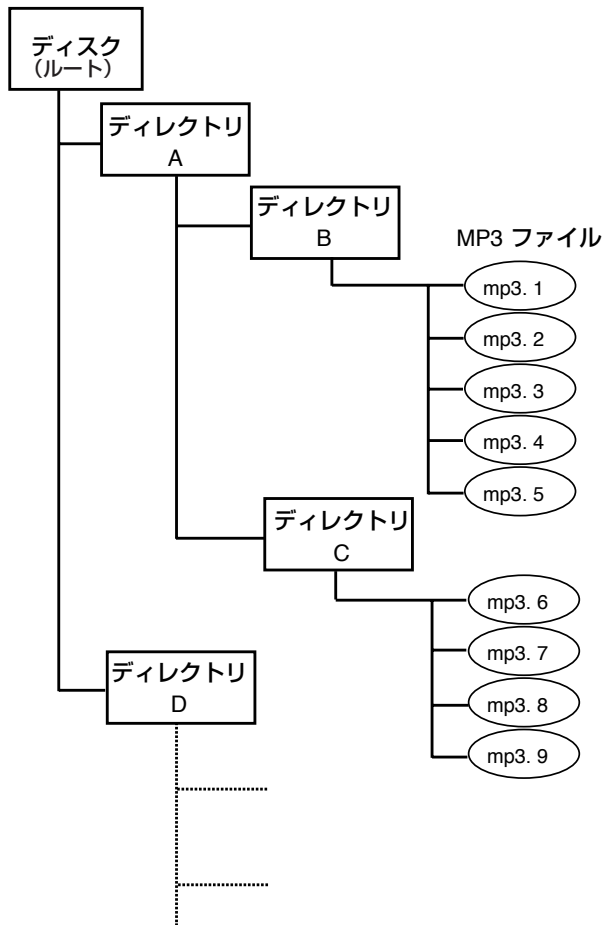 ディスク
(ルート)
ディレクトリ
A
ディレクトリ
B
MP3 ファイル
mp3. 1
mp3. 2
mp3. 3
mp3. 4
mp3. 5
ディレクトリ
C
mp3. 6
mp3. 7
mp3. 8
mp3. 9
ディレクトリ
D